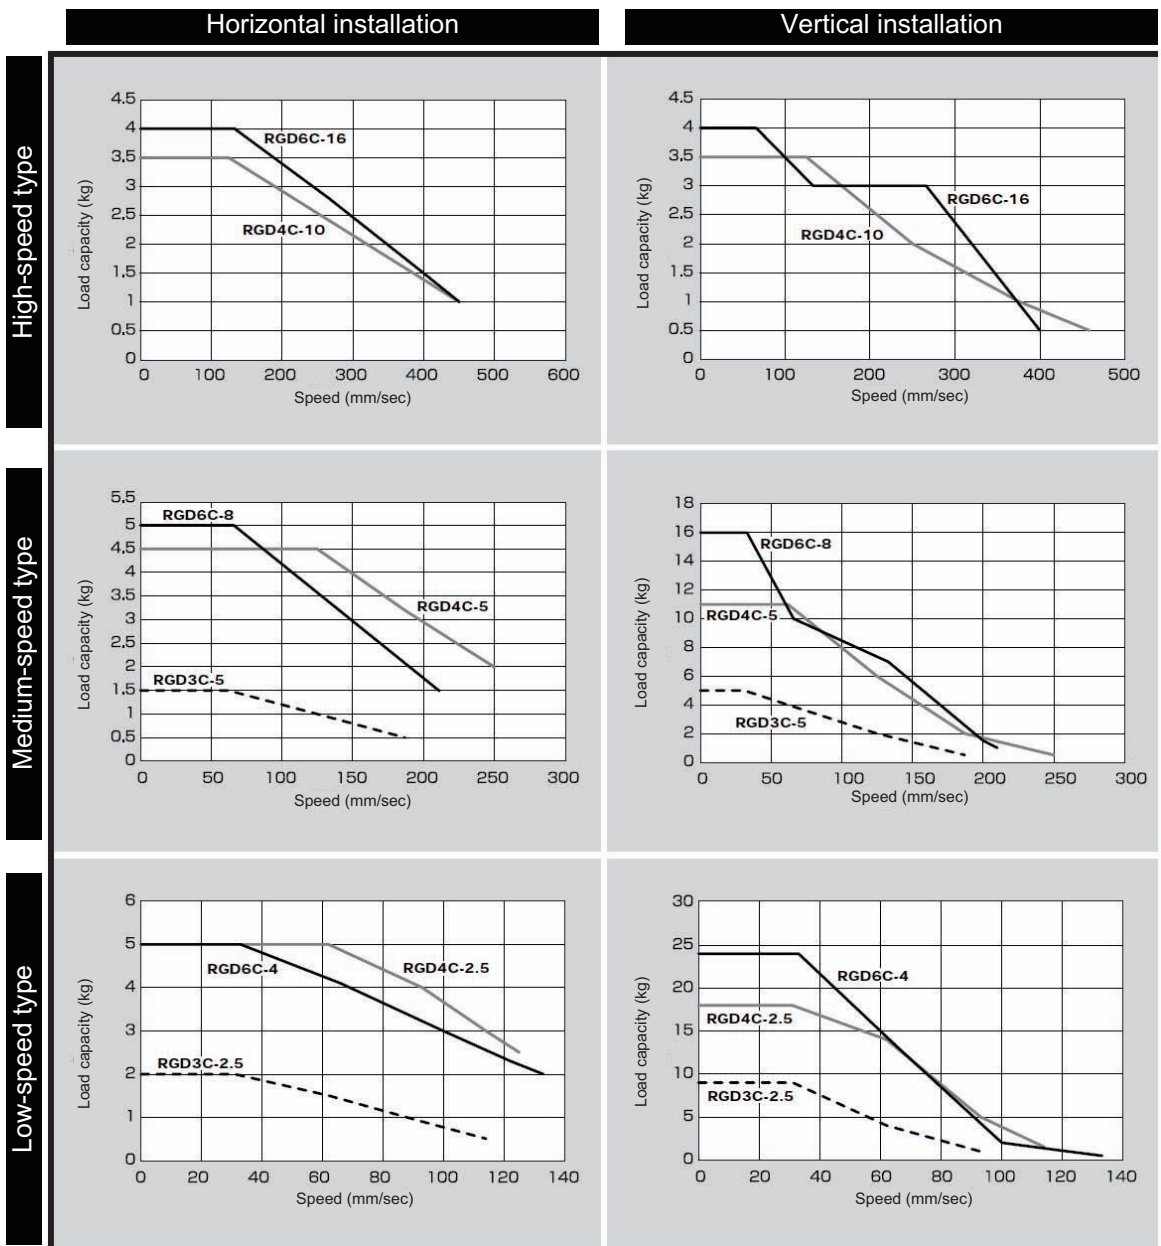 Horizontal installation
Vertical installation
High-speed type
4.5
4
3.5
3
2.5
2
1.5
1
0.5
0
Load capacity (kg)
RGD6C-16
RGD4C-10
0 100 200 300 400 500 600
Speed (mm/sec)
4.5
4
3.5
3
2.5
2
1.5
1
0.5
0
Load capacity (kg)
RGD6C-16
RGD4C-10
0 100 200 300 400 500
Speed (mm/sec)
Medium-speed type
5.5
5
4.5
4
3.5
3
2.5
2
1.5
1
0.5
0
Load capacity (kg)
RGD6C-8
RGD4C-5
RGD3C-5
0 50 100 150 200 250 300
Speed (mm/sec)
18
16
14
12
10
8
6
4
2
0
Load capacity (kg)
RGD6C-8
RGD4C-5
RGD3C-5
0 50 100 150 200 250 300
Speed (mm/sec)
Low-speed type
6
5
4
3
2
1
0
Load capacity (kg)
RGD6C-4
RGD4C-2.5
RGD3C-2.5
0 20 40 60 80 100 120 140
Speed (mm/sec)
30
25
20
15
10
5
0
Load capacity (kg)
RGD6C-4
RGD4C-2.5
RGD3C-2.5
0 20 40 60 80 100 120 140
Speed (mm/sec)